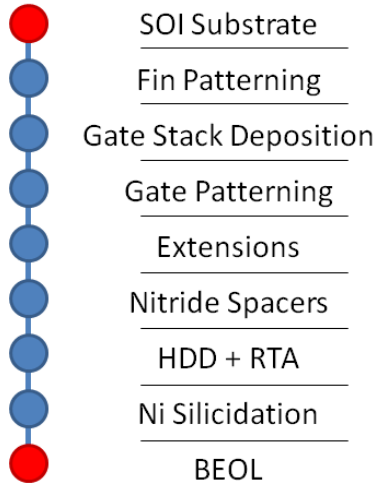 SOI Substrate
Fin Patterning
Gate Stack Deposition
Gate Patterning
Extensions
Nitride Spacers
HDD + RTA
Ni Silicidation
BEOL